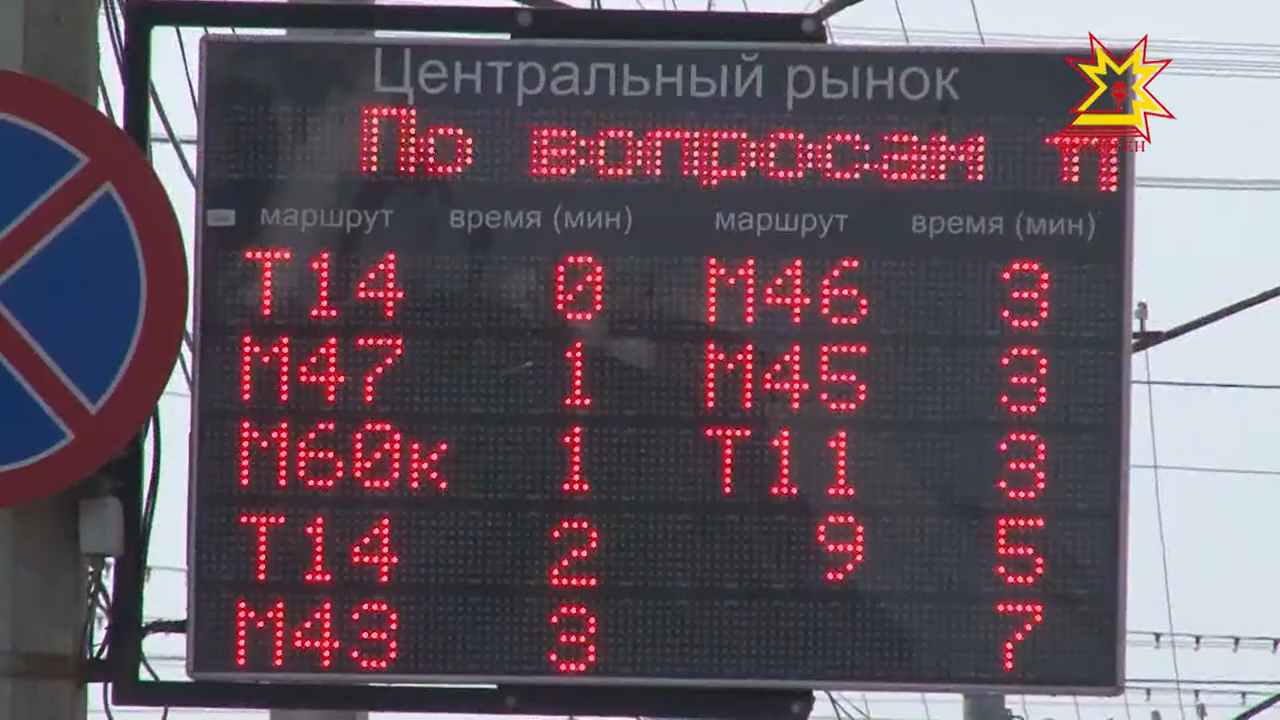 Центральный рынок
По вопросам п
маршрут время (мин) маршрут время (мин)
Т14 0 М46 3
М47 1 М45 3
М60к 1 Т11 3
Т14 2 9 5
М43 3 7